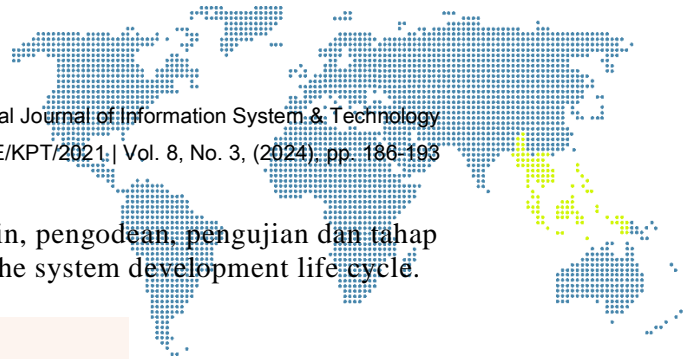 al Journal of Information System & Technology
E/KPT/2021 | Vol. 8, No. 3, (2024), pp. 186-193
in, pengodean, pengujian dan tahap
he system development life cycle.